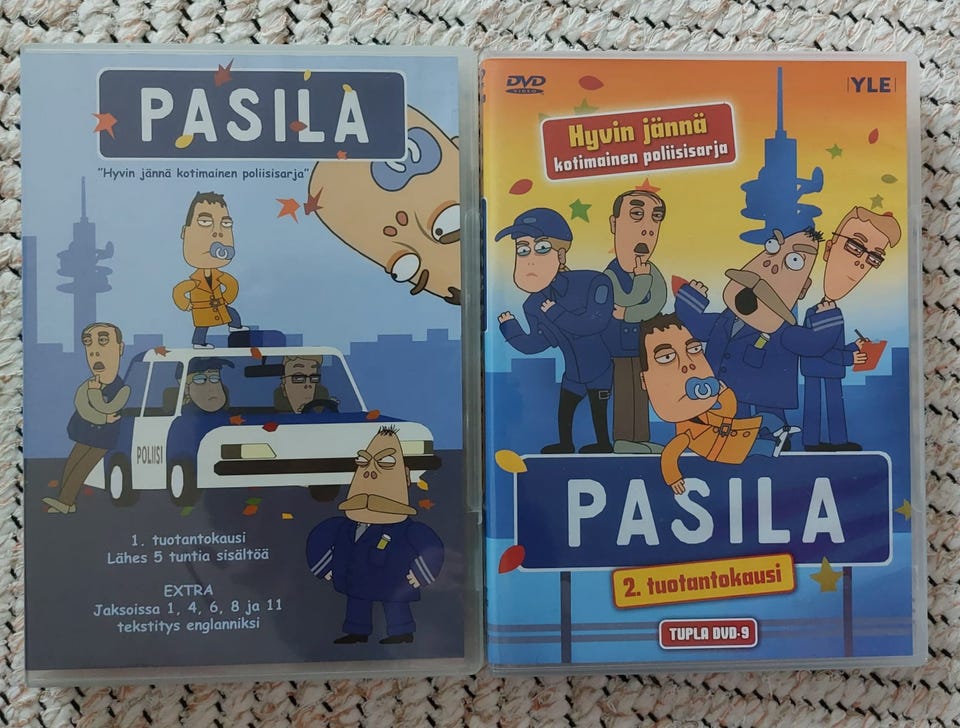 PASILA
"Hyvin jännä kotimainen poliisisarja"
POLIISI
1. tuotantokausi
Lähes 5 tuntia sisältöä
EXTRA
Jaksoissa 1, 4, 6, 8 ja 11
tekstitys englanniksi
DVD
VIDEO
YLE
Hyvin jännä
kotimainen poliisisarja
PASILA
2. tuotantokausi
TUPLA DVD-9